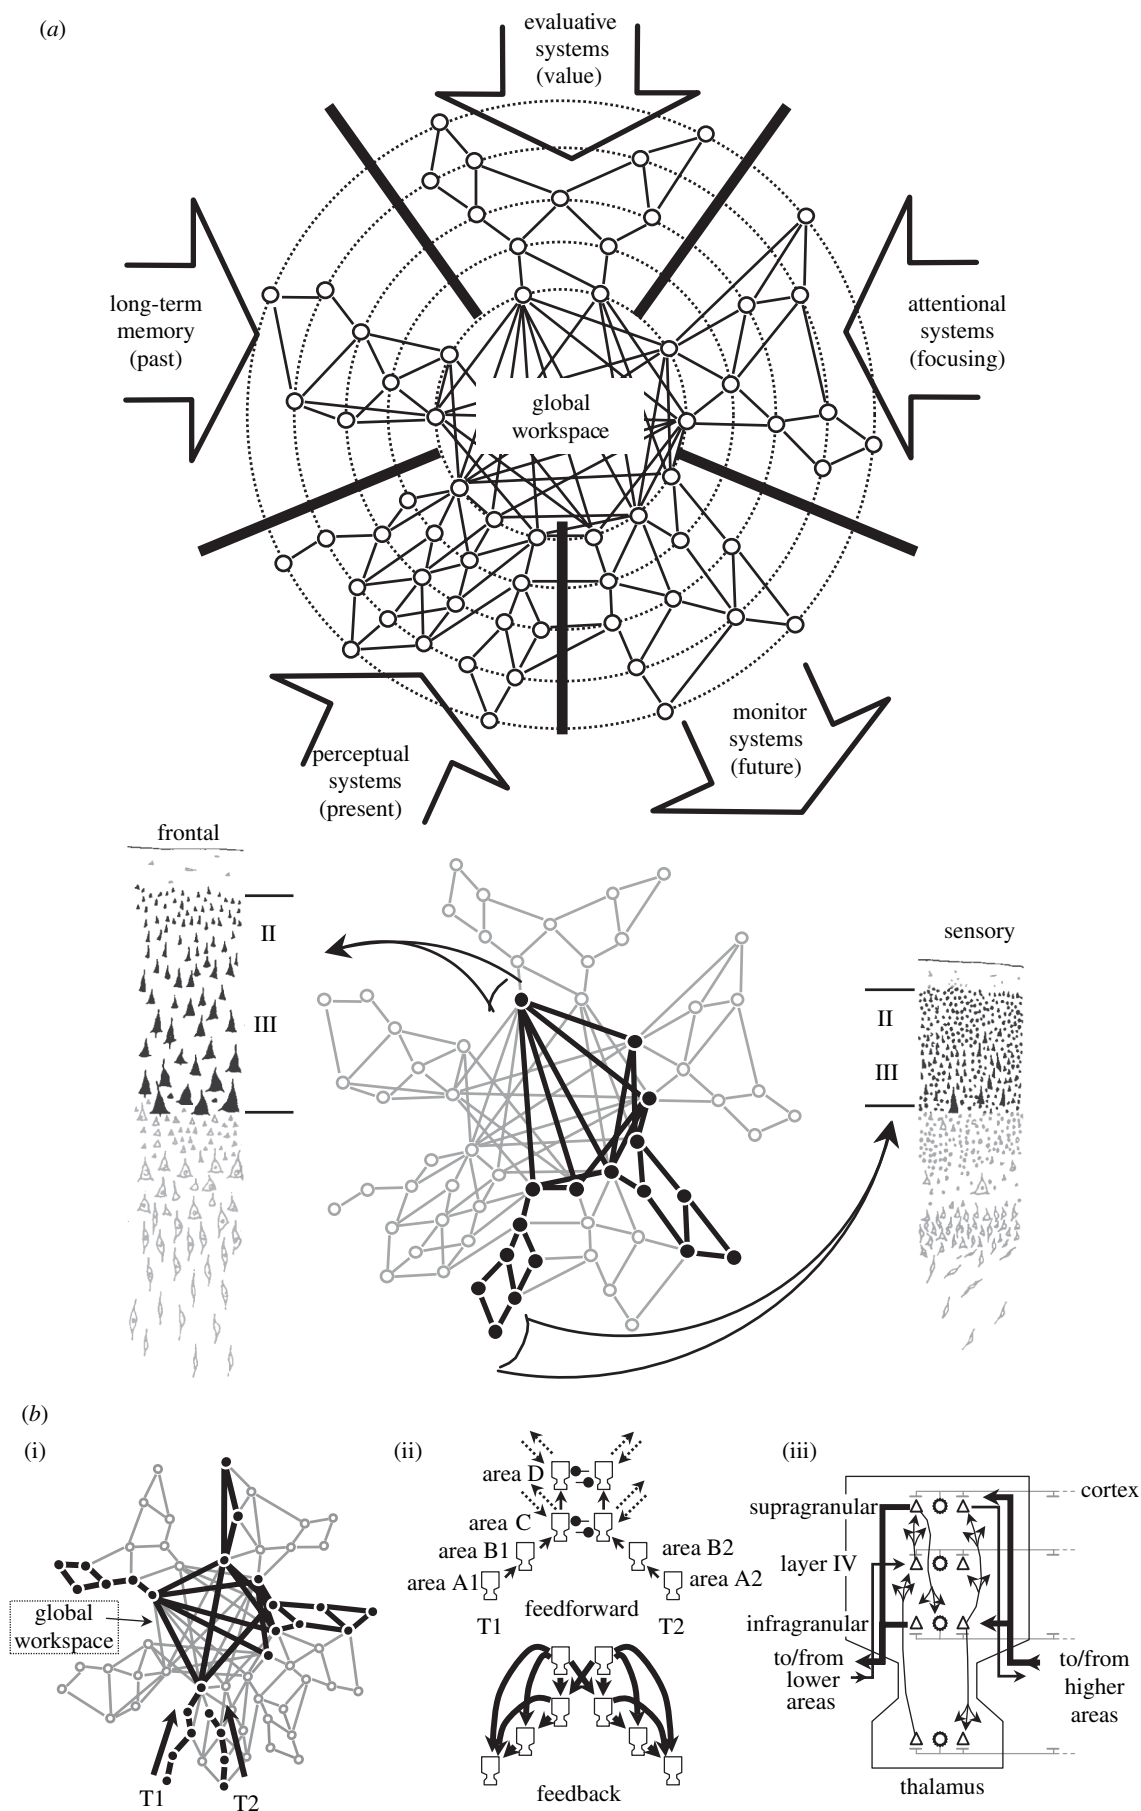 (a)
evaluative
systems
(value)
long-term
memory
(past)
attentional
systems
(focusing)
global
workspace
perceptual
systems
(present)
monitor
systems
(future)
frontal
II
III
sensory
II
III
(b)
(i)
global
workspace
T1
T2
(ii)
area D
area C
area B1
area B2
area A1
area A2
T1
feedforward
T2
feedback
(iii)
cortex
supragranular
layer IV
infragranular
to/from
lower
areas
to/from
higher
areas
thalamus